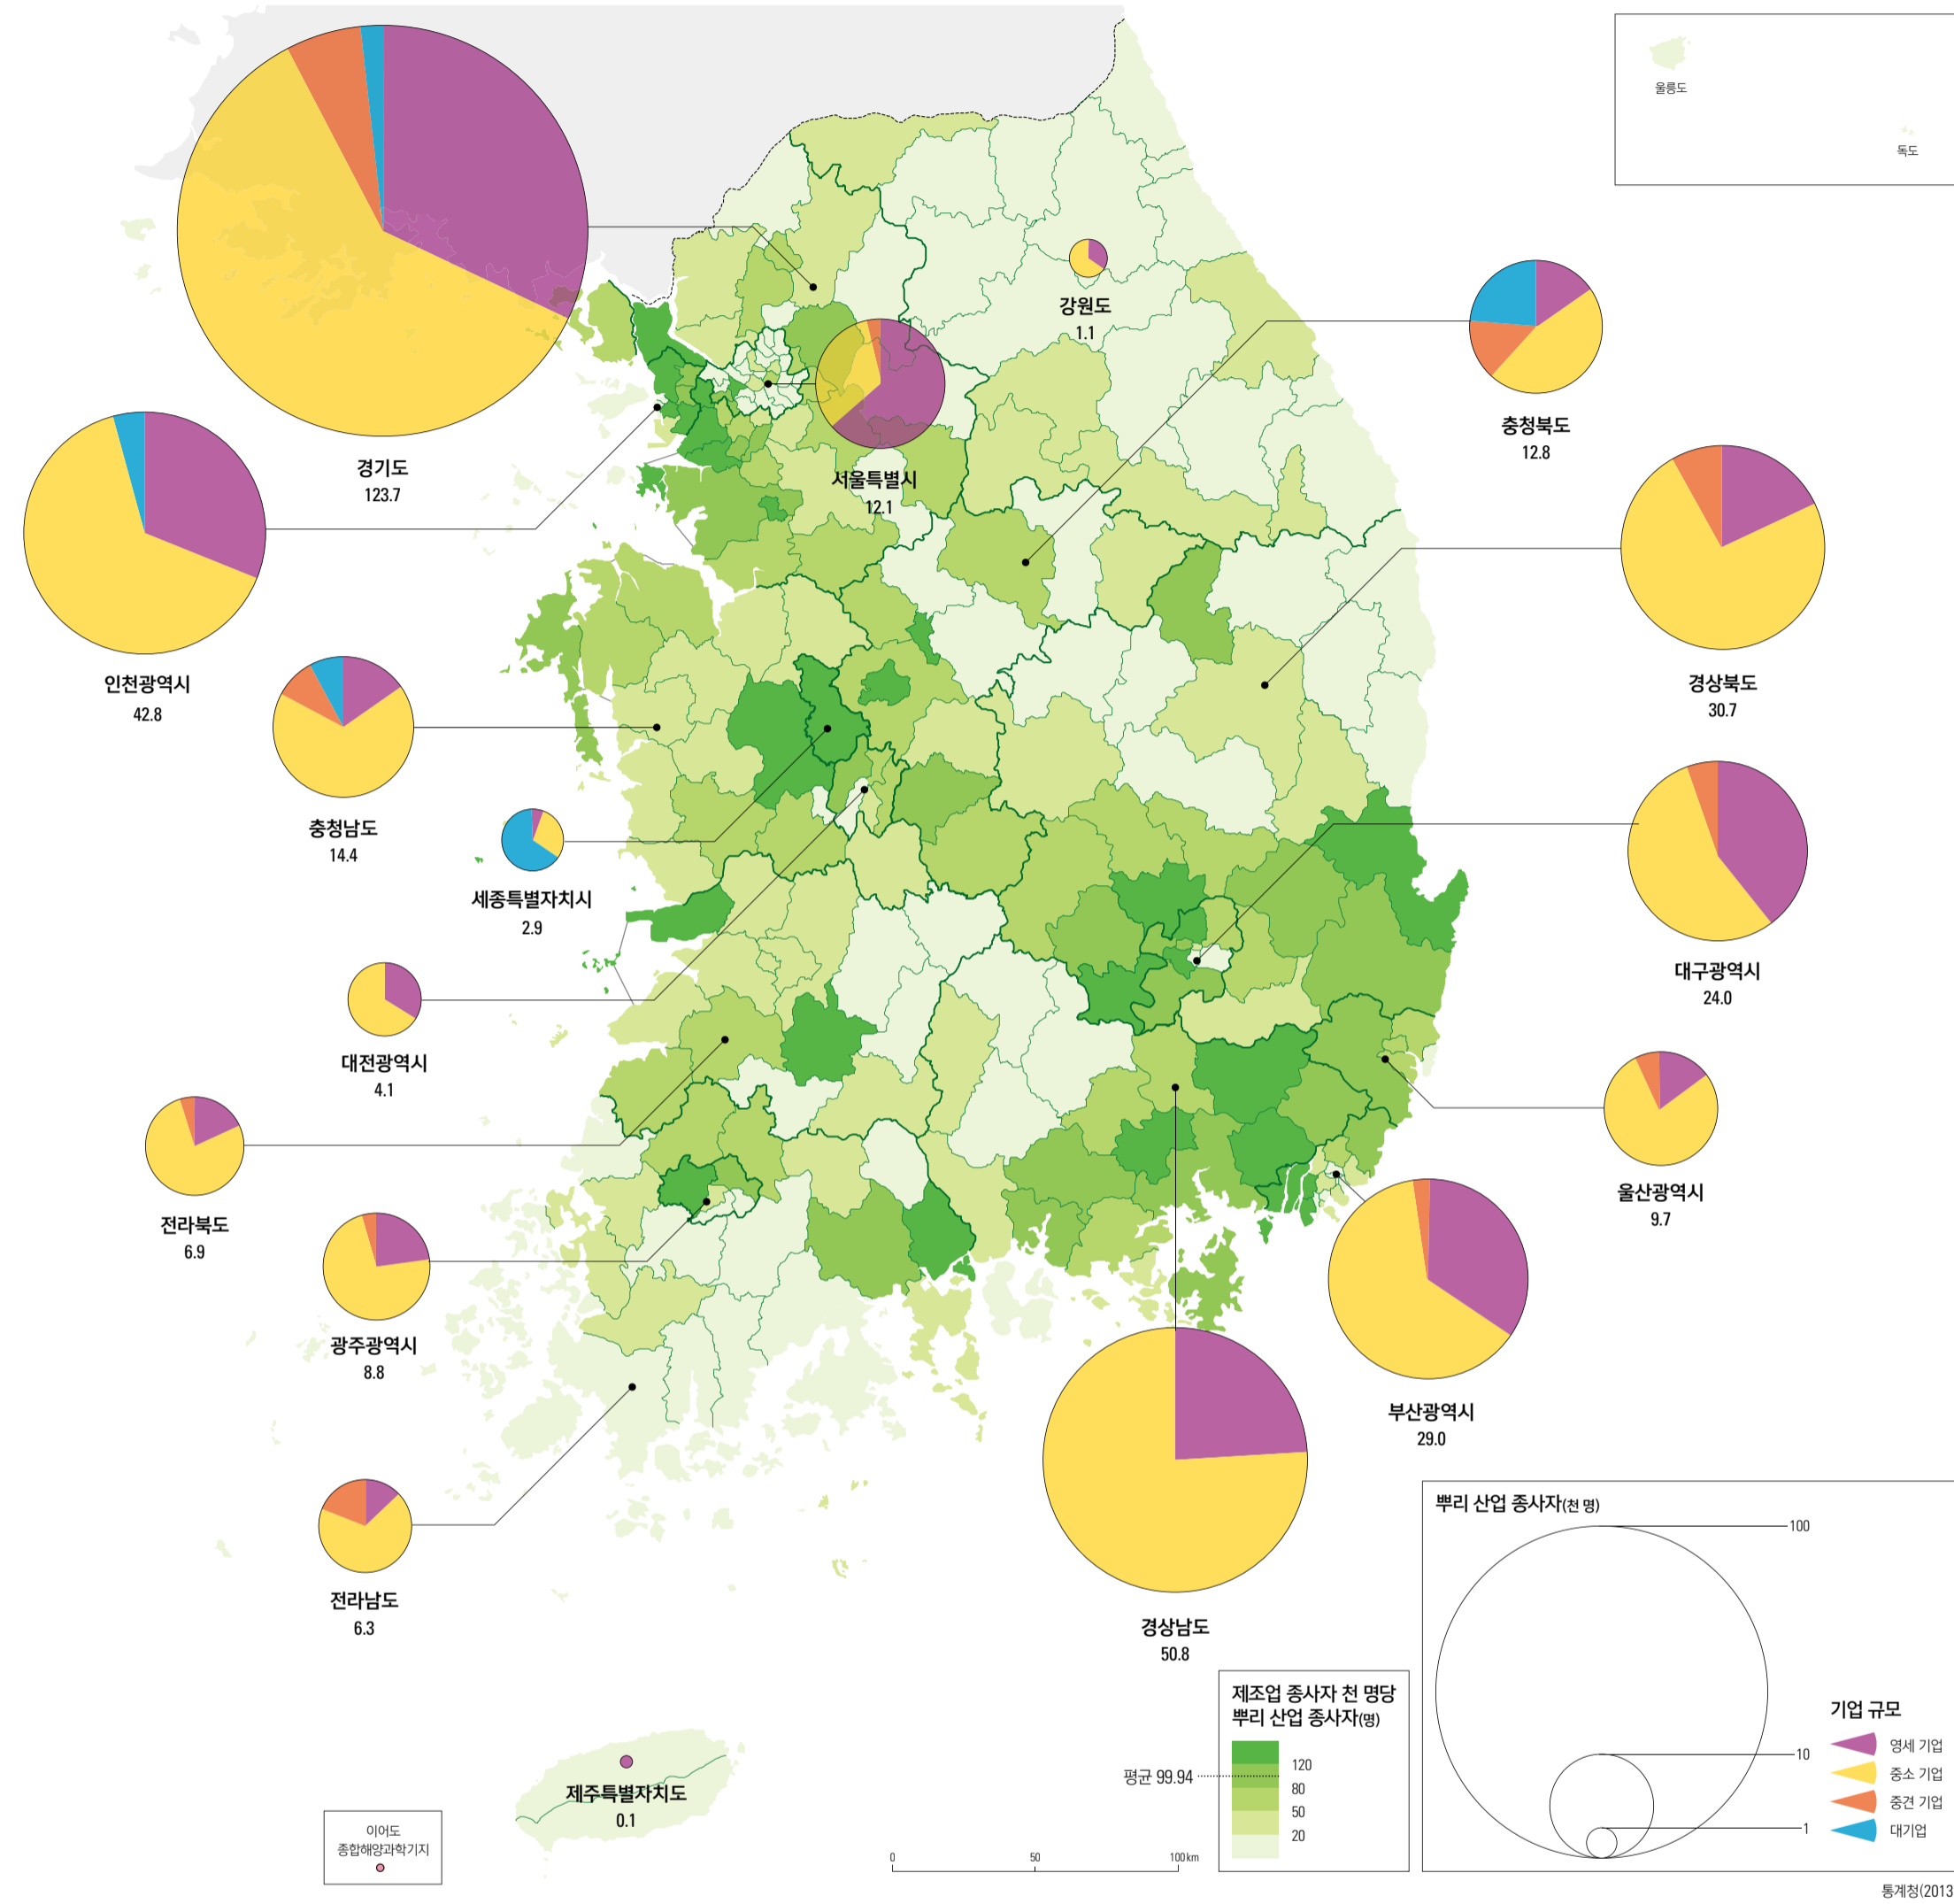 울릉도
독도
강원도
1.1
충청북도
12.8
경기도
123.7
서울특별시
12.1
인천광역시
42.8
경상북도
30.7
충청남도
14.4
세종특별자치시
2.9
대구광역시
24.0
대전광역시
4.1
울산광역시
9.7
전라북도
6.9
광주광역시
8.8
부산광역시
29.0
전라남도
6.3
경상남도
50.8
제주특별자치도
0.1
이어도
종합해양과학기지
0 50 100 km
제조업 종사자 천 명당
뿌리 산업 종사자(명)
120
평균 99.94
80
50
20
뿌리 산업 종사자(천 명)
100
10
1
기업 규모
영세 기업
중소 기업
중견 기업
대기업
통계청(2013